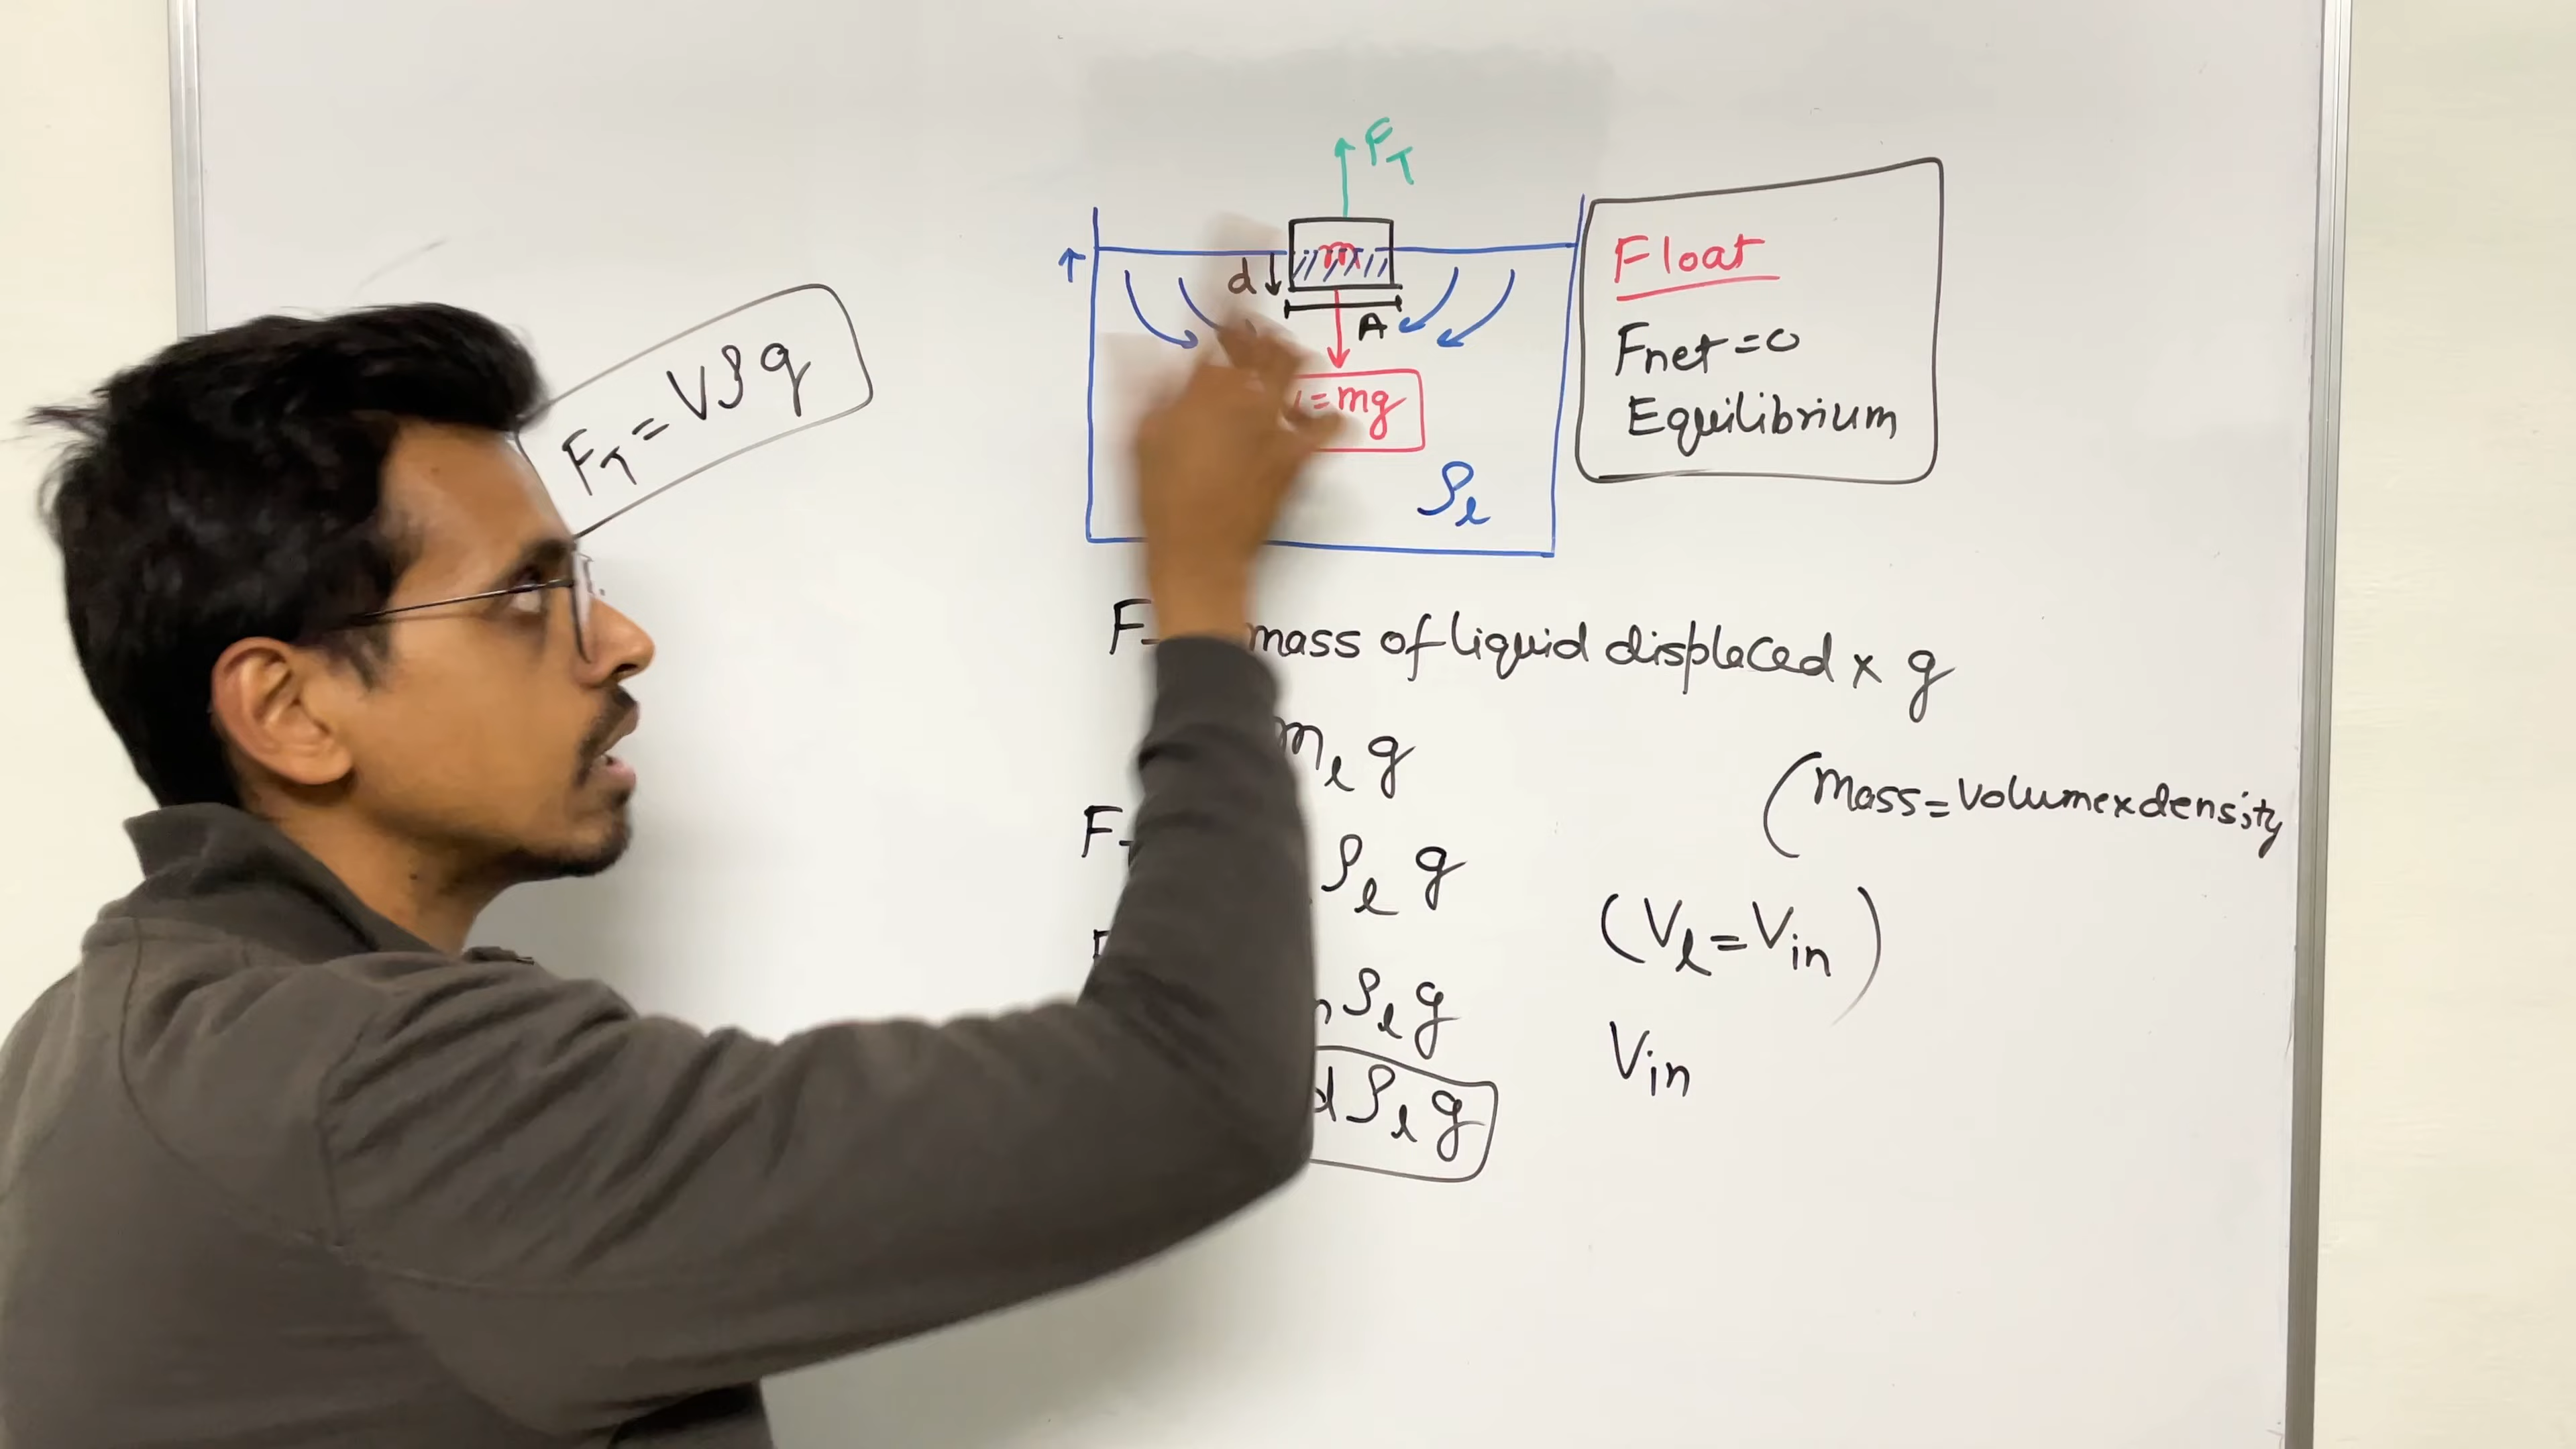 F_T
Float
d
m
Fnet = 0
A
F_T = Vρg
=mg
Equilibrium
ρ_l
F mass of liquid displaced × g
m_l g
(Mass = Volume × density
F ρ_l g
(V_l = V_in)
ρ_l g
V_in
d ρ_l g